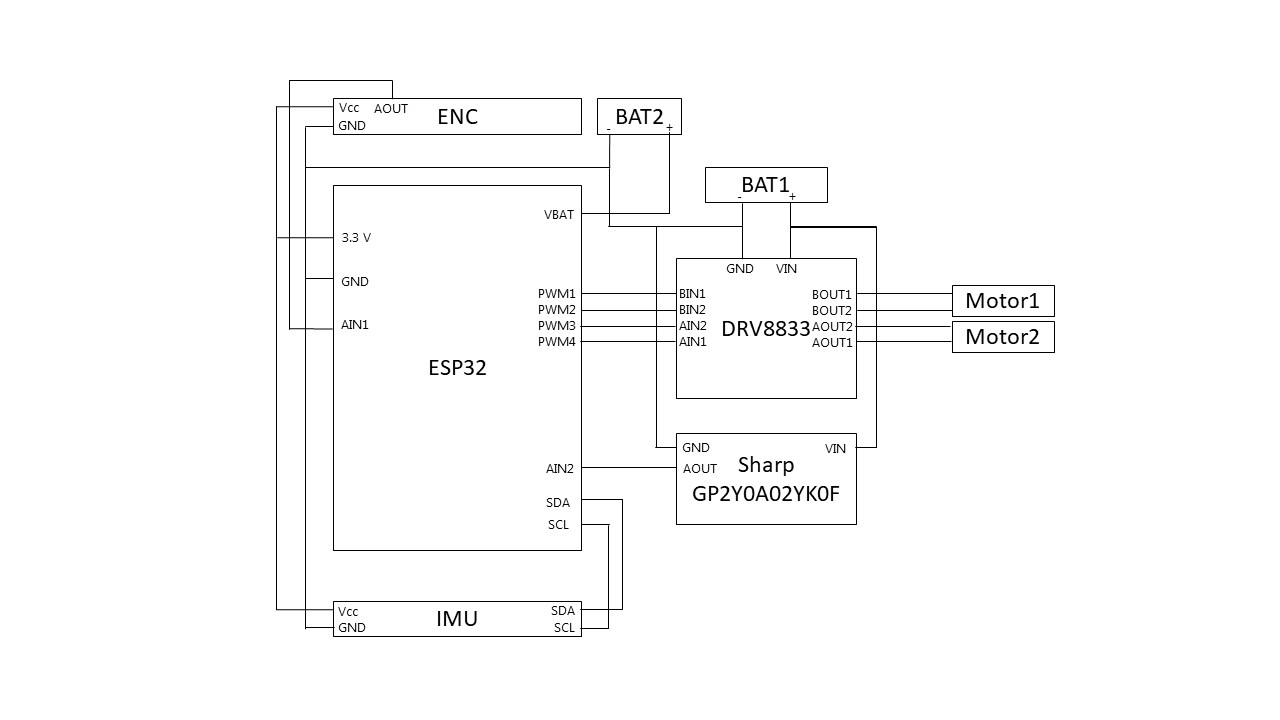 Vcc AOUT ENC
GND
BAT2
- +
BAT1
- +
ESP32
VBAT
3.3 V
GND
AIN1
PWM1
PWM2
PWM3
PWM4
AIN2
SDA
SCL
GND VIN
BIN1
BIN2
AIN2
AIN1
DRV8833
BOUT1
BOUT2
AOUT2
AOUT1
Motor1
Motor2
GND VIN
AOUT Sharp
GP2Y0A02YK0F
Vcc IMU SDA
GND SCL